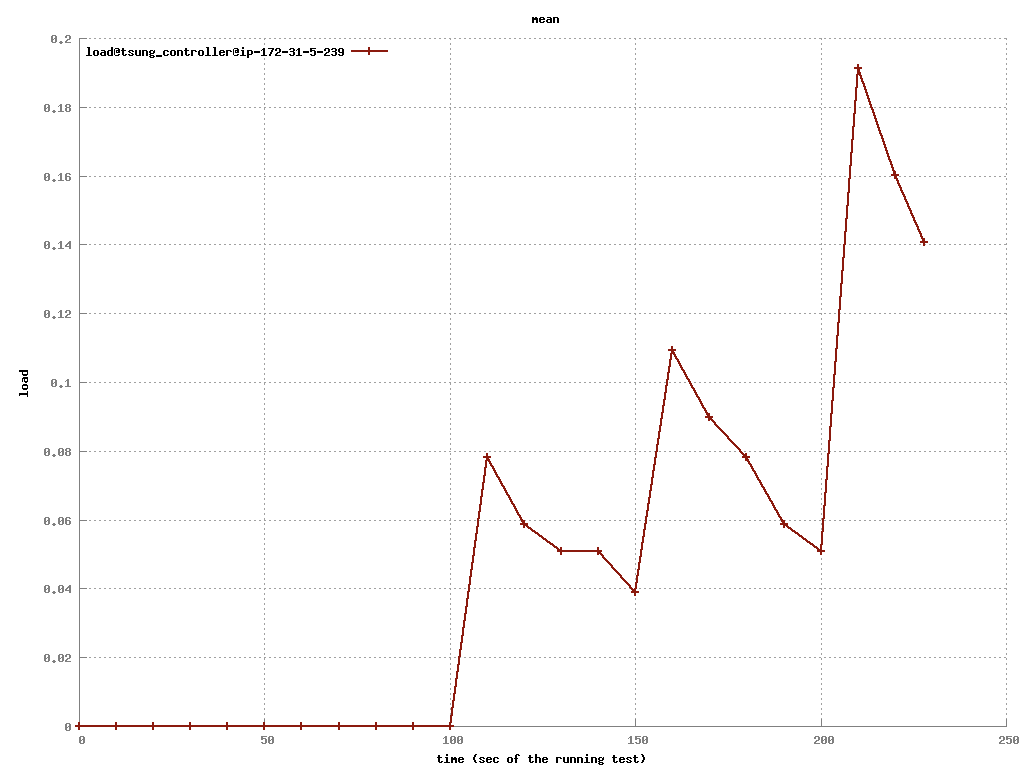 mean
load@tsung_controller@ip-172-31-5-239
0.2
0.18
0.16
0.14
0.12
0.1
0.08
0.06
0.04
0.02
0
load
0 50 100 150 200 250
time (sec of the running test)